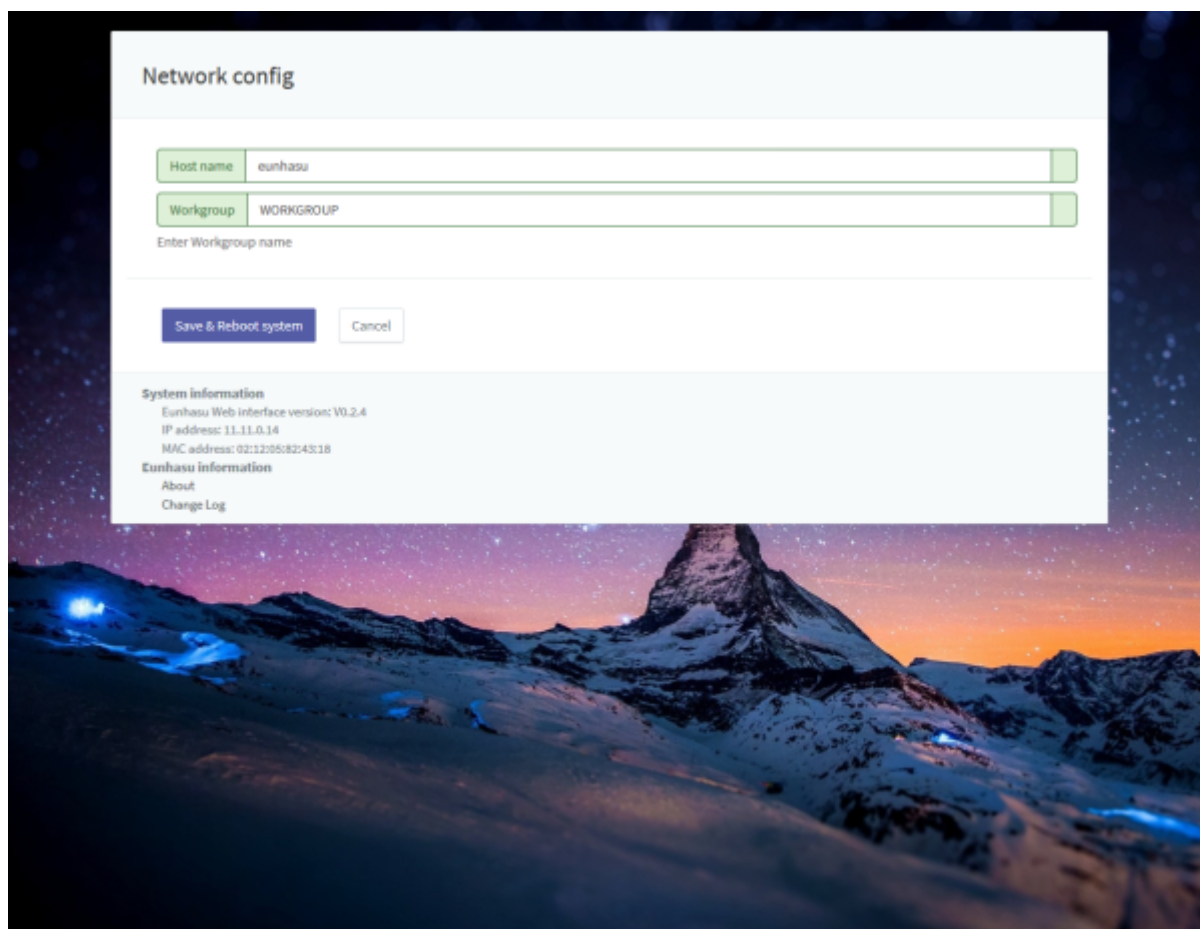 Network config
Host name eunhasu
Workgroup WORKGROUP
Enter Workgroup name
Save & Reboot system Cancel
System information
Eunhasu Web interface version: V0.2.4
IP address: 11.11.0.14
MAC address: 02:12:05:82:43:18
Eunhasu information
About
Change Log